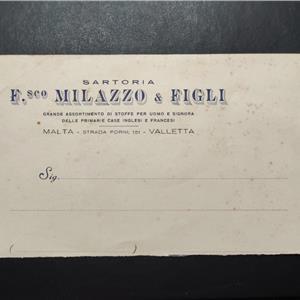 SARTORIA
F.SCO MILAZZO & FIGLI
GRANDE ASSORTIMENTO DI STOFFE PER UOMO E SIGNORA
DELLE PRIMARIE CASE INGLESI E FRANCESI
MALTA - STRADA FORNI, 151 - VALLETTA
Sig.
( )